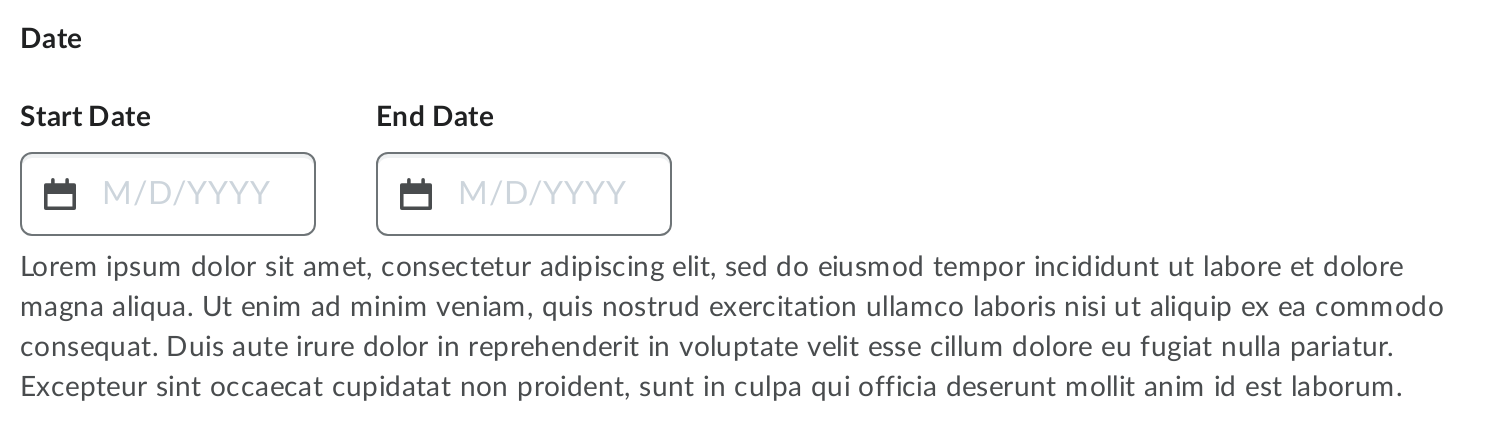 Date
Start Date End Date
M/D/YYYY M/D/YYYY
Lorem ipsum dolor sit amet, consectetur adipiscing elit, sed do eiusmod tempor incididunt ut labore et dolore
magna aliqua. Ut enim ad minim veniam, quis nostrud exercitation ullamco laboris nisi ut aliquip ex ea commodo
consequat. Duis aute irure dolor in reprehenderit in voluptate velit esse cillum dolore eu fugiat nulla pariatur.
Excepteur sint occaecat cupidatat non proident, sunt in culpa qui officia deserunt mollit anim id est laborum.